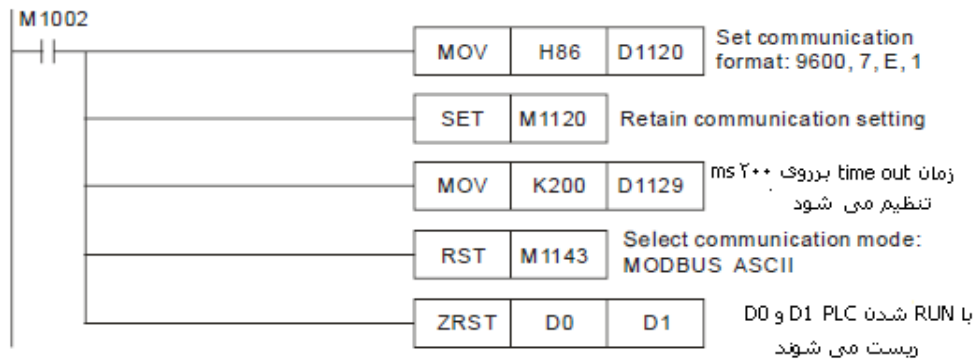 M1002
MOV H86 D1120 Set communication
format: 9600, 7, E, 1
SET M1120 Retain communication setting
MOV K200 D1129 زمان time out برروی ۲۰۰ ms
تنظیم می شود
RST M1143 Select communication mode:
MODBUS ASCII
ZRST D0 D1 با RUN شدن D1 PLC و D0
ریست می شوند